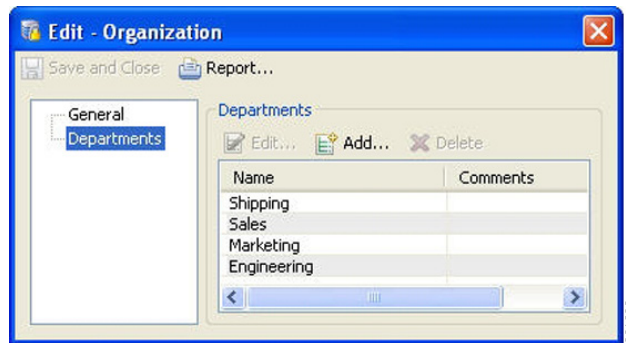 Edit - Organization
Save and Close Report...
General
Departments
Departments
Edit... Add... Delete
Name Comments
Shipping
Sales
Marketing
Engineering